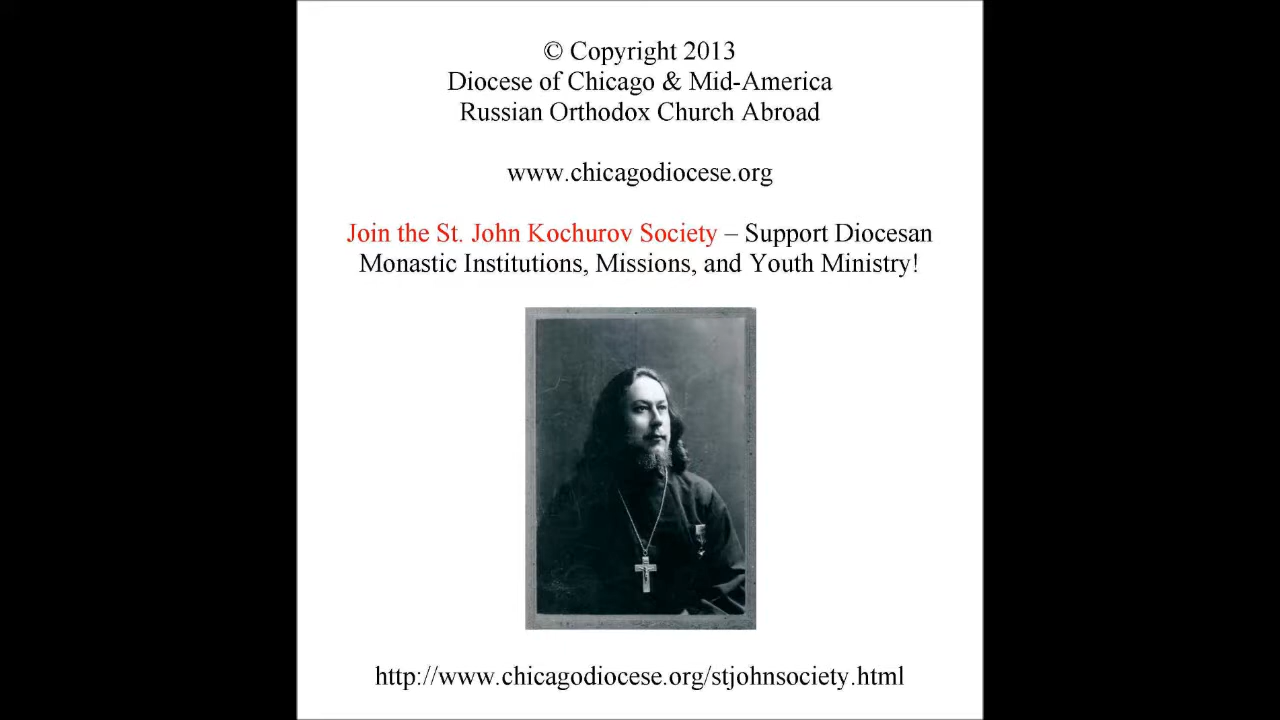 © Copyright 2013
Diocese of Chicago & Mid-America
Russian Orthodox Church Abroad
www.chicagodiocese.org
Join the St. John Kochurov Society – Support Diocesan
Monastic Institutions, Missions, and Youth Ministry!
http://www.chicagodiocese.org/stjohnsociety.html